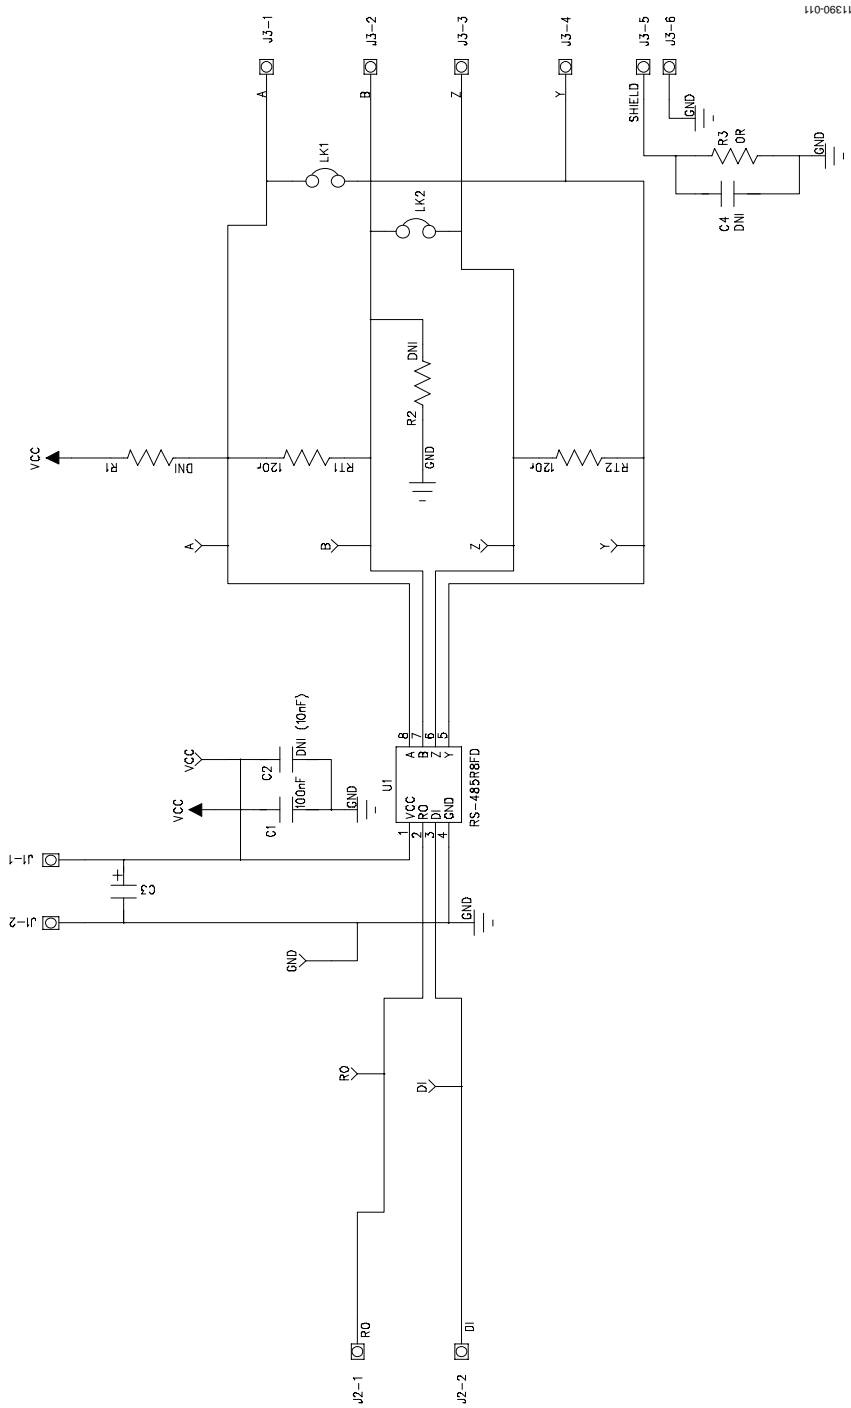 11390-011
J3-1
J3-2
J3-3
J3-4
J3-5
J3-6
A
B
Z
Y
SHIELD
GND
R3
0R
GND
C4
DNI
LK1
LK2
VCC
R1
DNI
120r
RT1
R2
DNI
GND
120r
RT2
A
B
Z
Y
VCC
VCC
C2
DNI (10nF)
C1
100nF
GND
U1
8
7
6
5
A
B
Z
Y
VCC
RO
DI
GND
1
2
3
4
RS-485R8FD
J1-1
C3
+
J1-2
GND
GND
RO
DI
RO
DI
J2-1
J2-2